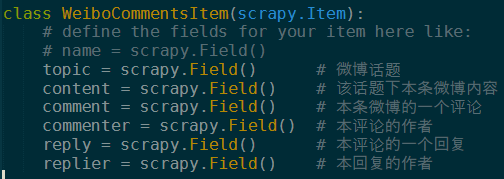 class WeiboCommentsItem(scrapy.Item):
    # define the fields for your item here like:
    # name = scrapy.Field()
    topic = scrapy.Field()      # 微博话题
    content = scrapy.Field()    # 该话题下本条微博内容
    comment = scrapy.Field()    # 本条微博的一个评论
    commenter = scrapy.Field()  # 本评论的作者
    reply = scrapy.Field()      # 本评论的一个回复
    replier = scrapy.Field()    # 本回复的作者